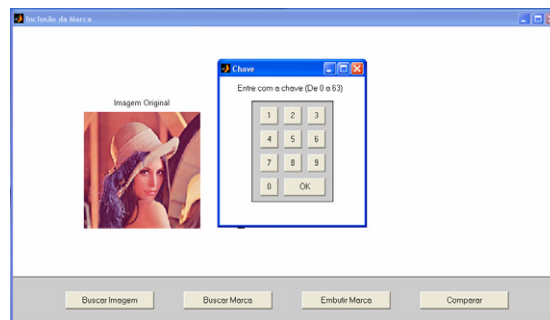 Inclusão da Marca
Chave
Entre com a chave (De 0 a 63)
Imagem Original
1 2 3
4 5 6
7 8 9
0 OK
Buscar Imagem Buscar Marca Embutir Marca Comparar